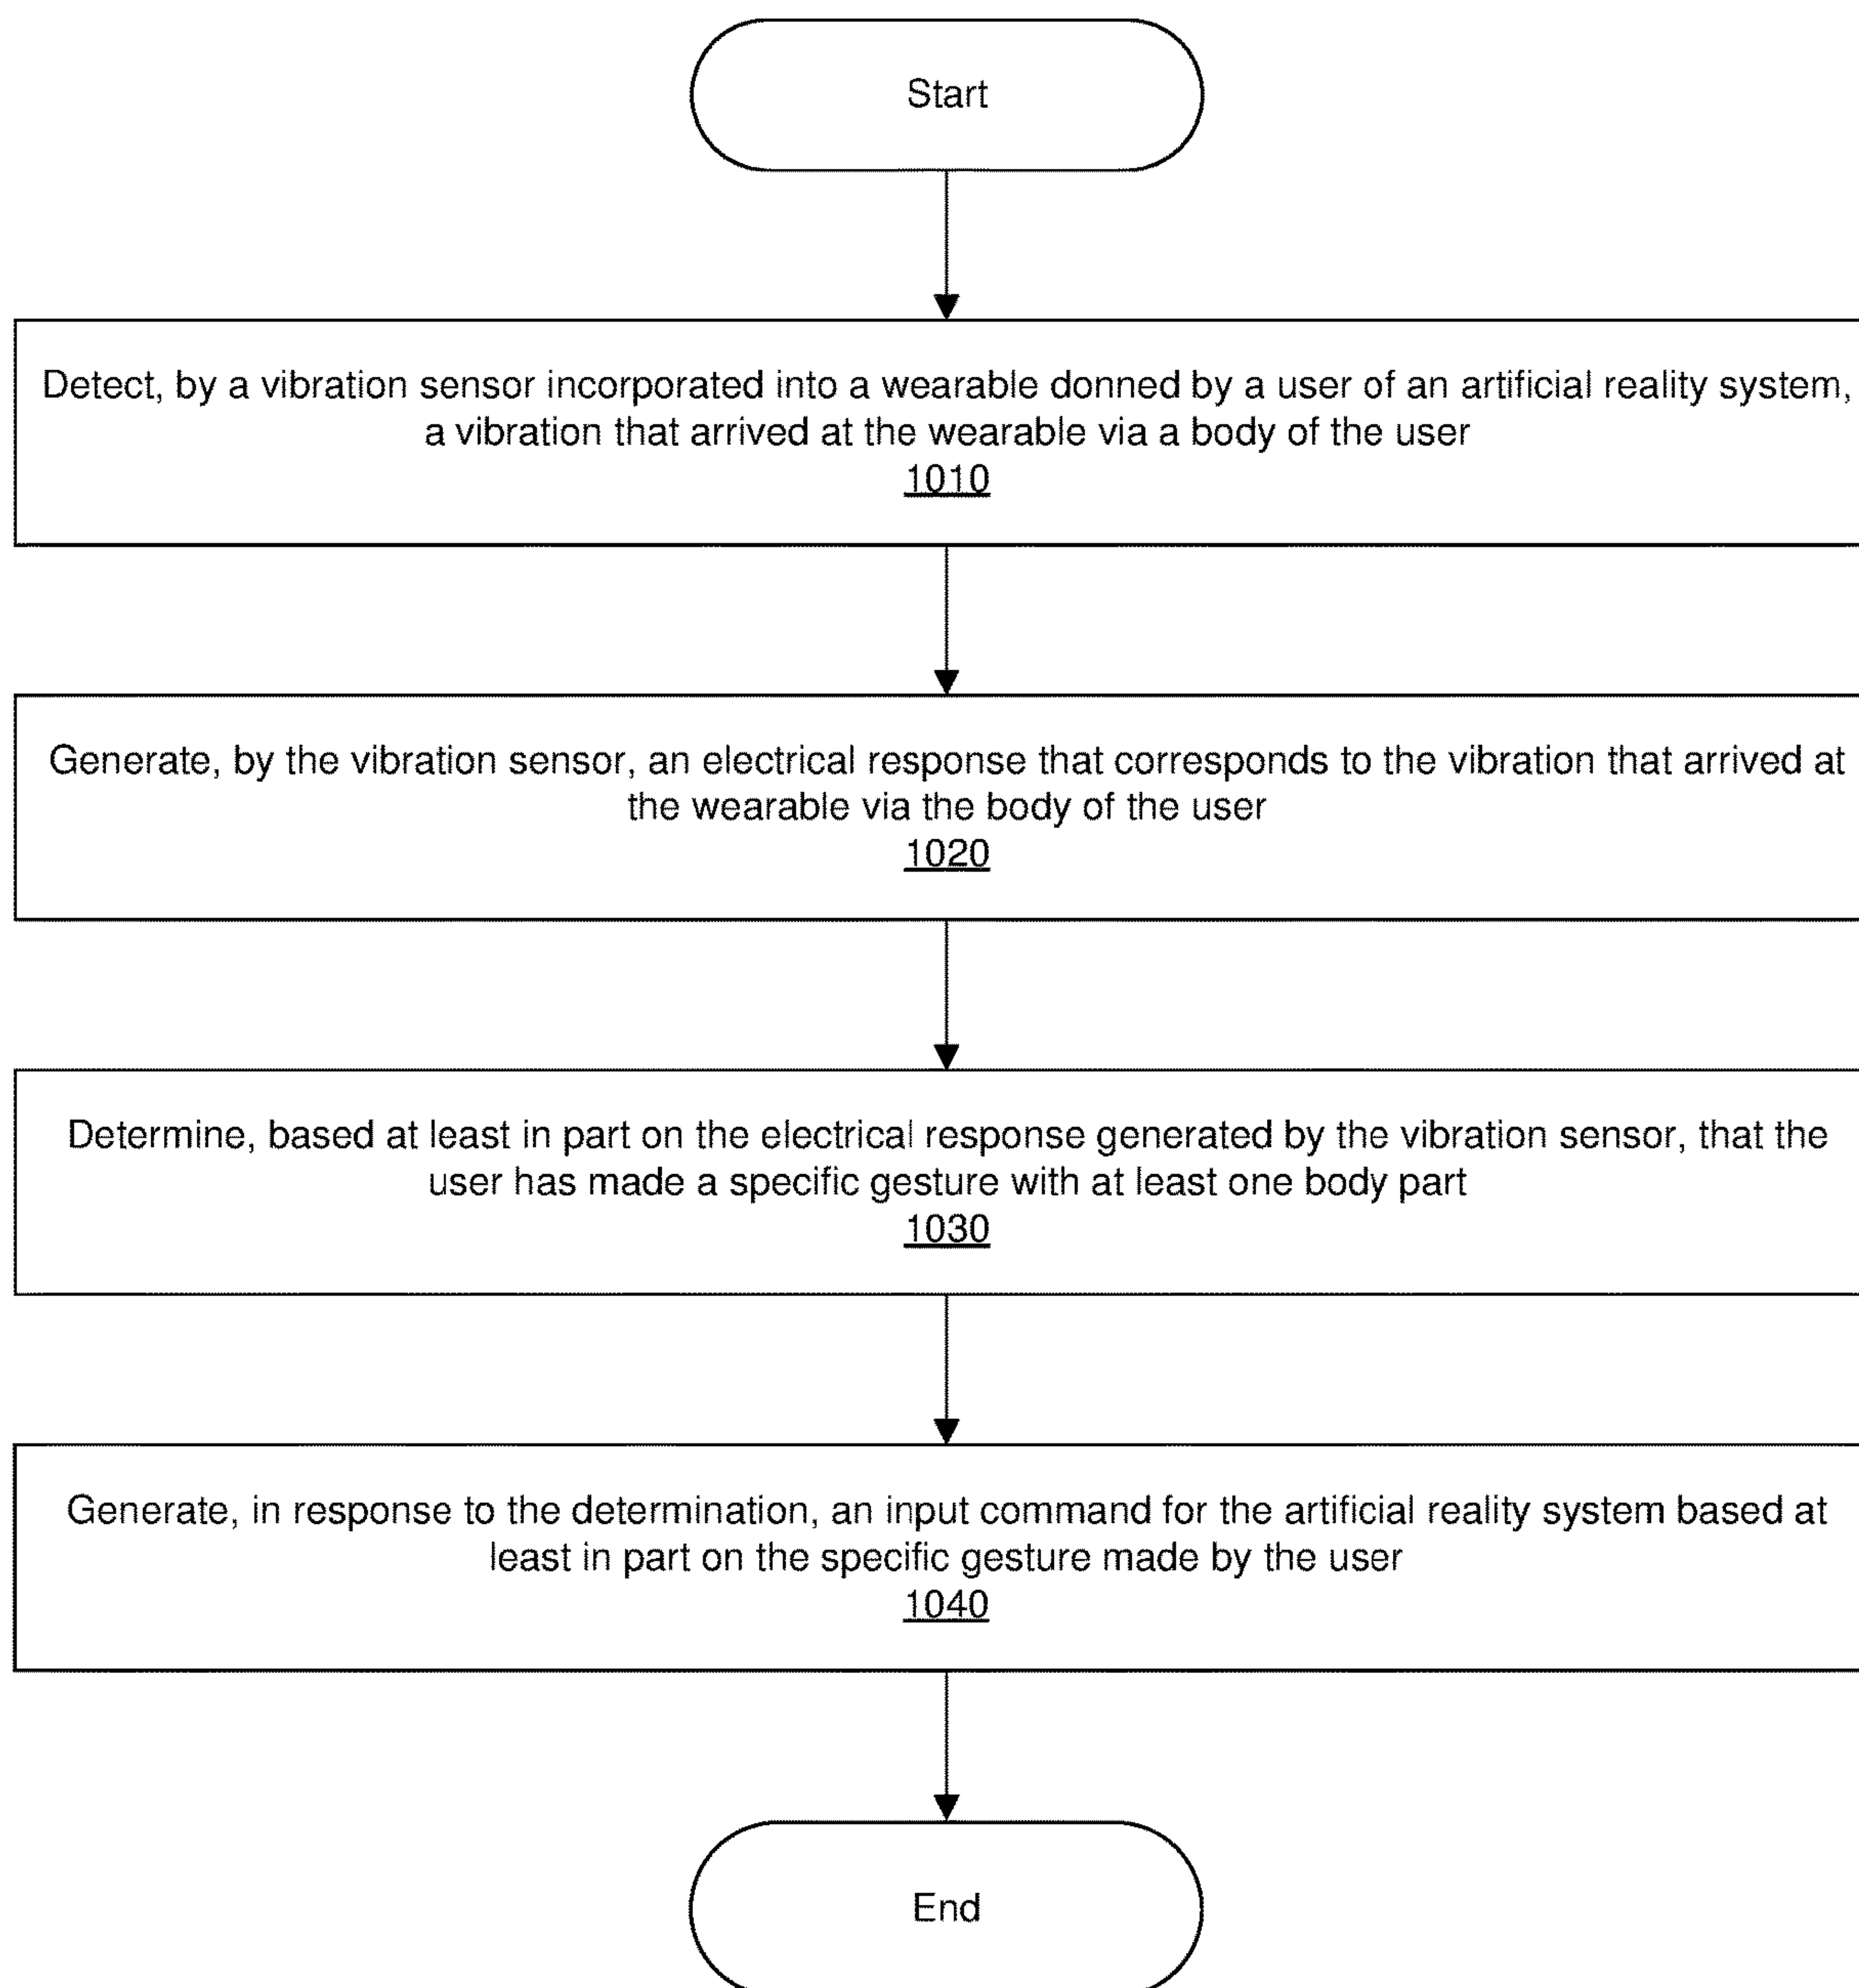 Start
Detect, by a vibration sensor incorporated into a wearable donned by a user of an artificial reality system,
a vibration that arrived at the wearable via a body of the user
1010
Generate, by the vibration sensor, an electrical response that corresponds to the vibration that arrived at
the wearable via the body of the user
1020
Determine, based at least in part on the electrical response generated by the vibration sensor, that the
user has made a specific gesture with at least one body part
1030
Generate, in response to the determination, an input command for the artificial reality system based at
least in part on the specific gesture made by the user
1040
End